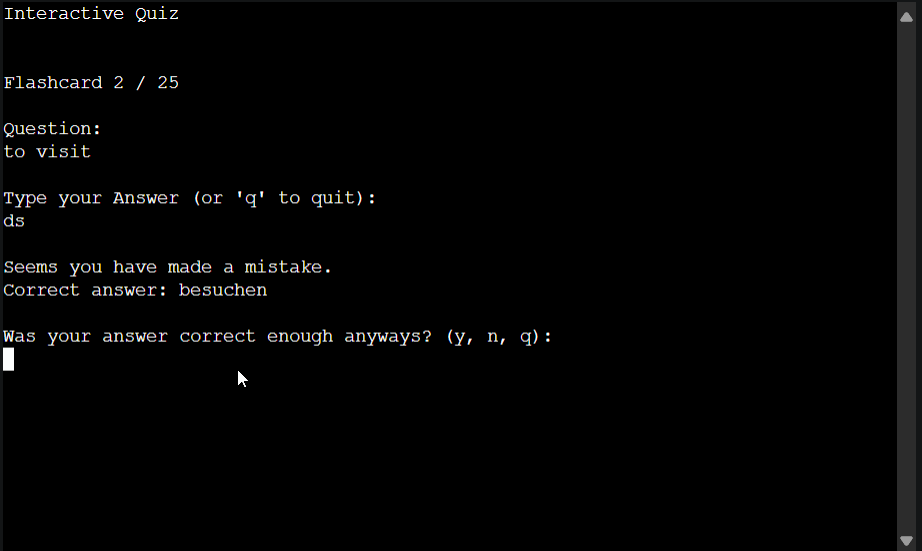 Interactive Quiz
Flashcard 2 / 25
Question:
to visit
Type your Answer (or 'q' to quit):
ds
Seems you have made a mistake.
Correct answer: besuchen
Was your answer correct enough anyways? (y, n, q):